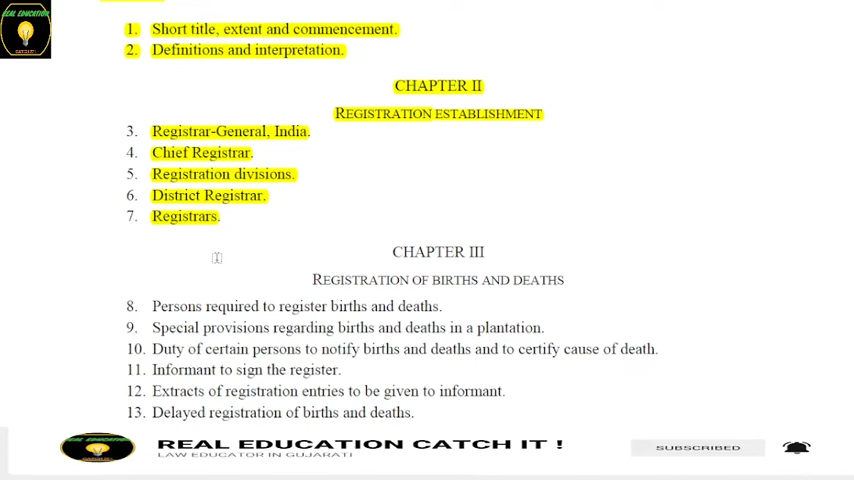 REAL EDUCATION
1. Short title, extent and commencement.
2. Definitions and interpretation.
CHAPTER II
REGISTRATION ESTABLISHMENT
3. Registrar-General, India.
4. Chief Registrar.
5. Registration divisions.
6. District Registrar.
7. Registrars.
CHAPTER III
REGISTRATION OF BIRTHS AND DEATHS
8. Persons required to register births and deaths.
9. Special provisions regarding births and deaths in a plantation.
10. Duty of certain persons to notify births and deaths and to certify cause of death.
11. Informant to sign the register.
12. Extracts of registration entries to be given to informant.
13. Delayed registration of births and deaths.
REAL EDUCATION
REAL EDUCATION CATCH IT !
LAW EDUCATOR IN GUJARATI
SUBSCRIBED